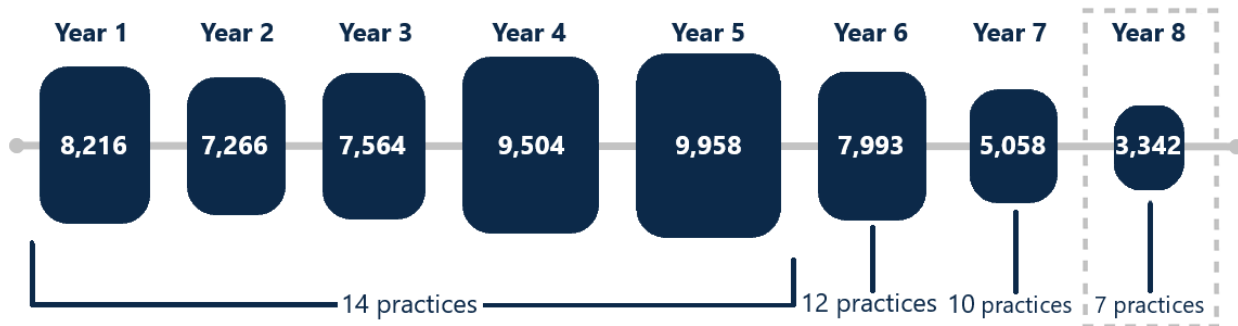 Year 1 Year 2 Year 3 Year 4 Year 5 Year 6 Year 7 Year 8
8,216 7,266 7,564 9,504 9,958 7,993 5,058 3,342
14 practices 12 practices 10 practices 7 practices